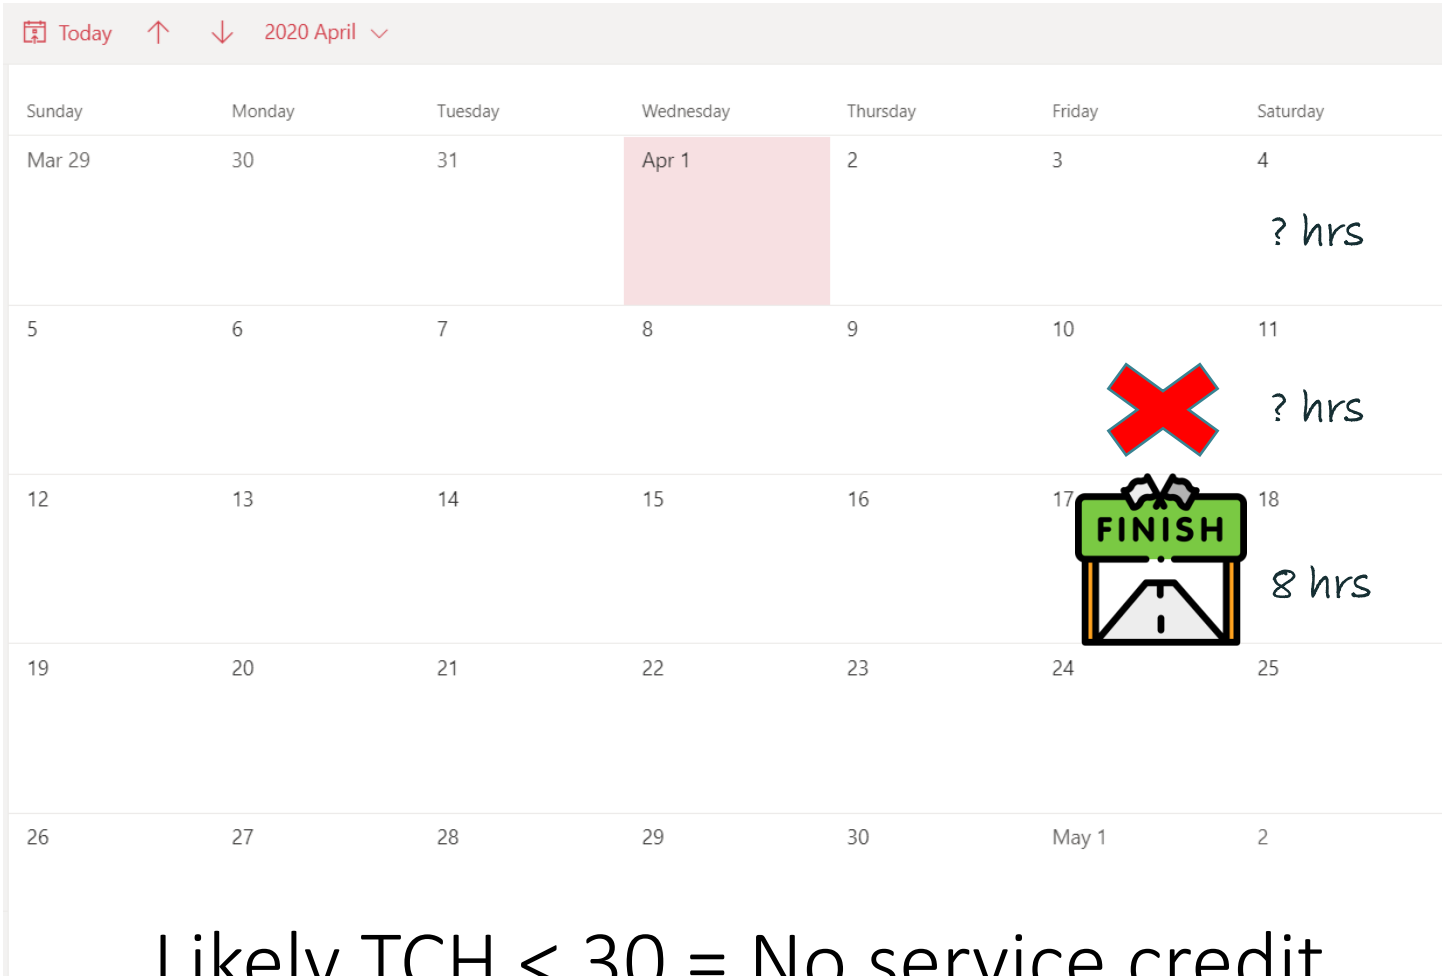 Today 2020 April
Sunday Monday Tuesday Wednesday Thursday Friday Saturday
Mar 29 30 31 Apr 1 2 3 4
? hrs
5 6 7 8 9 10 11
? hrs
12 13 14 15 16 17 18
FINISH
8 hrs
19 20 21 22 23 24 25
26 27 28 29 30 May 1 2
Likely TCH < 30 = No service credit